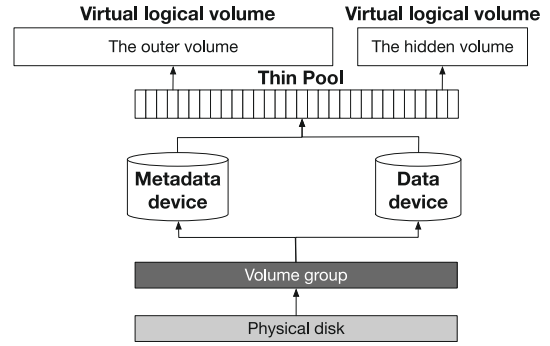 Virtual logical volume
Virtual logical volume
The outer volume
The hidden volume
Thin Pool
Metadata
device
Data
device
Volume group
Physical disk